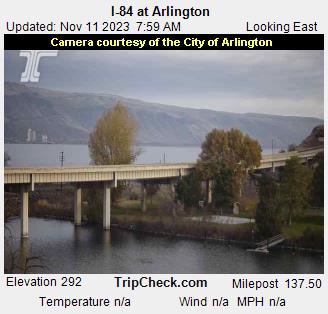 I-84 at Arlington
Updated: Nov 11 2023 7:59 AM Looking East
Camera courtesy of the City of Arlington
Elevation 292 TripCheck.com Milepost 137.50
Temperature n/a Wind n/a MPH n/a